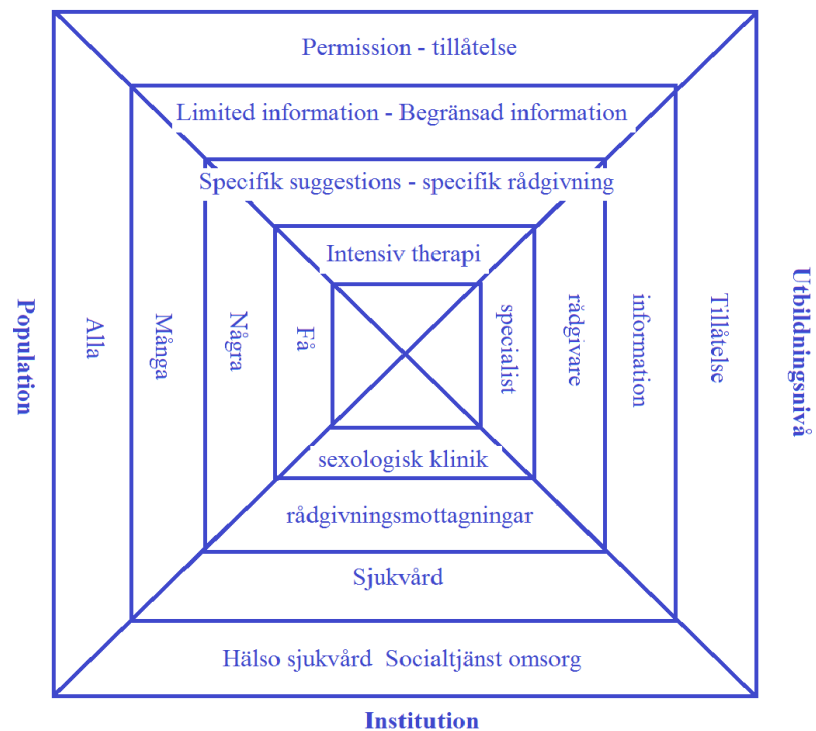 Permission - tillåtelse
Limited information - Begränsad information
Specifik suggestions - specifik rådgivning
Intensiv therapi
Population
Alla
Många
Några
Få
specialist
rådgivare
information
Tillåtelse
Utbildningsnivå
sexologisk klinik
rådgivningsmottagningar
Sjukvård
Hälso sjukvård Socialtjänst omsorg
Institution